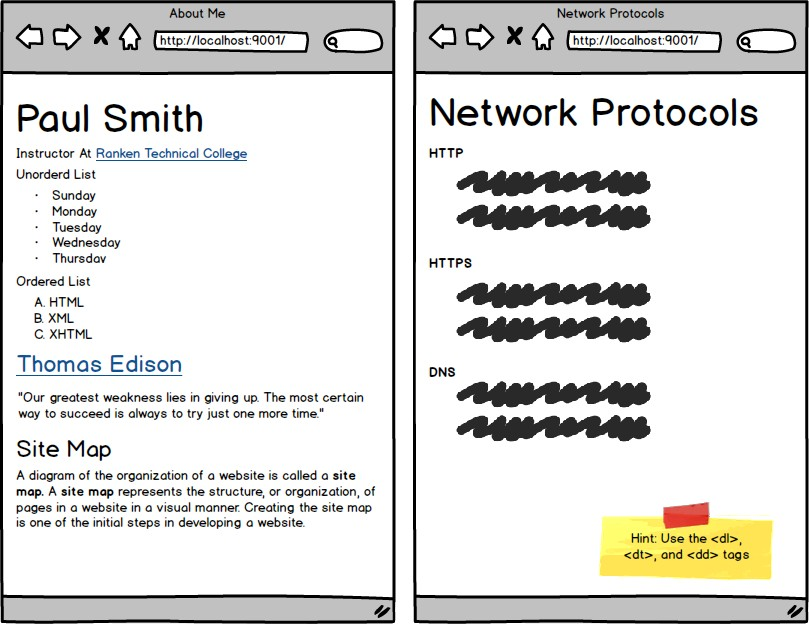 About Me
http://localhost:9001/
Paul Smith
Instructor At Ranken Technical College
Unorderd List
· Sunday
· Monday
· Tuesday
· Wednesday
· Thursday
Ordered List
A. HTML
B. XML
C. XHTML
Thomas Edison
"Our greatest weakness lies in giving up. The most certain
way to succeed is always to try just one more time."
Site Map
A diagram of the organization of a website is called a site
map. A site map represents the structure, or organization, of
pages in a website in a visual manner. Creating the site map
is one of the initial steps in developing a website.
Network Protocols
http://localhost:9001/
Network Protocols
HTTP
HTTPS
DNS
Hint: Use the <dl>,
<dt>, and <dd> tags